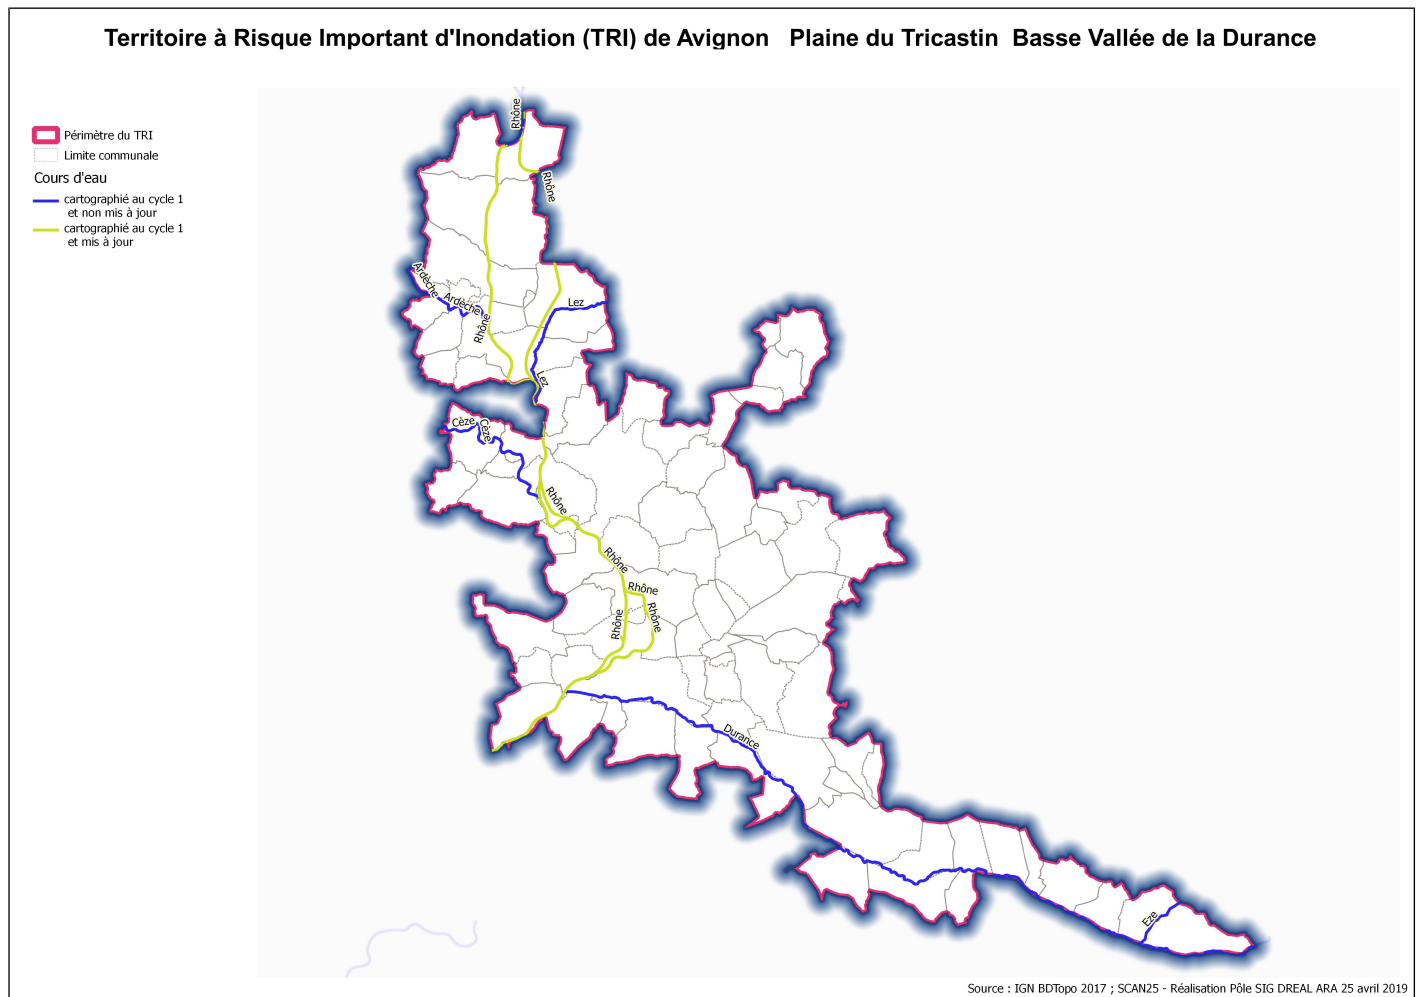 Territoire à Risque Important d'Inondation (TRI) de Avignon Plaine du Tricastin Basse Vallée de la Durance
Périmètre du TRI
Limite communale
Cours d'eau
cartographié au cycle 1
et non mis à jour
cartographié au cycle 1
et mis à jour
Rhône
Rhône
Ardèche
Ardèche
Rhône
Lez
Lez
Cèze
Cèze
Rhône
Rhône
Rhône
Rhône
Rhône
Durance
Eze
Source : IGN BDTopo 2017 ; SCAN25 - Réalisation Pôle SIG DREAL ARA 25 avril 2019